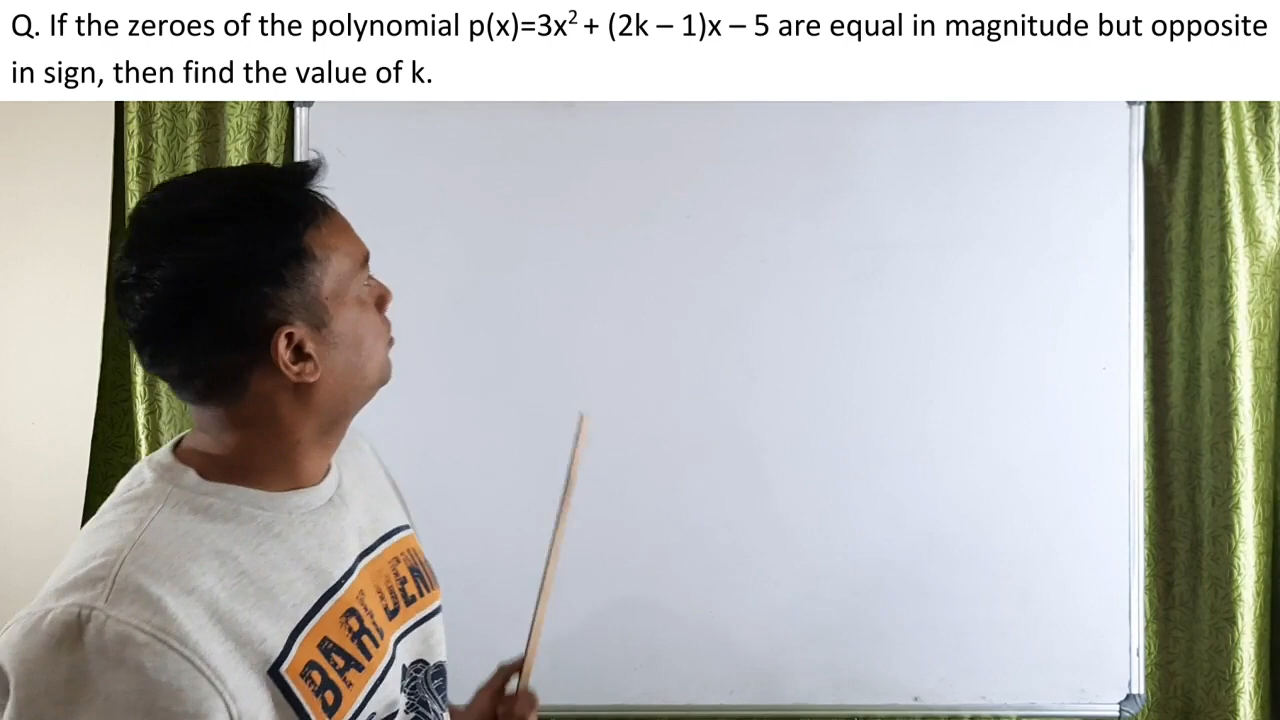 Q. If the zeroes of the polynomial p(x)=3x² + (2k – 1)x – 5 are equal in magnitude but opposite
in sign, then find the value of k.
BAR